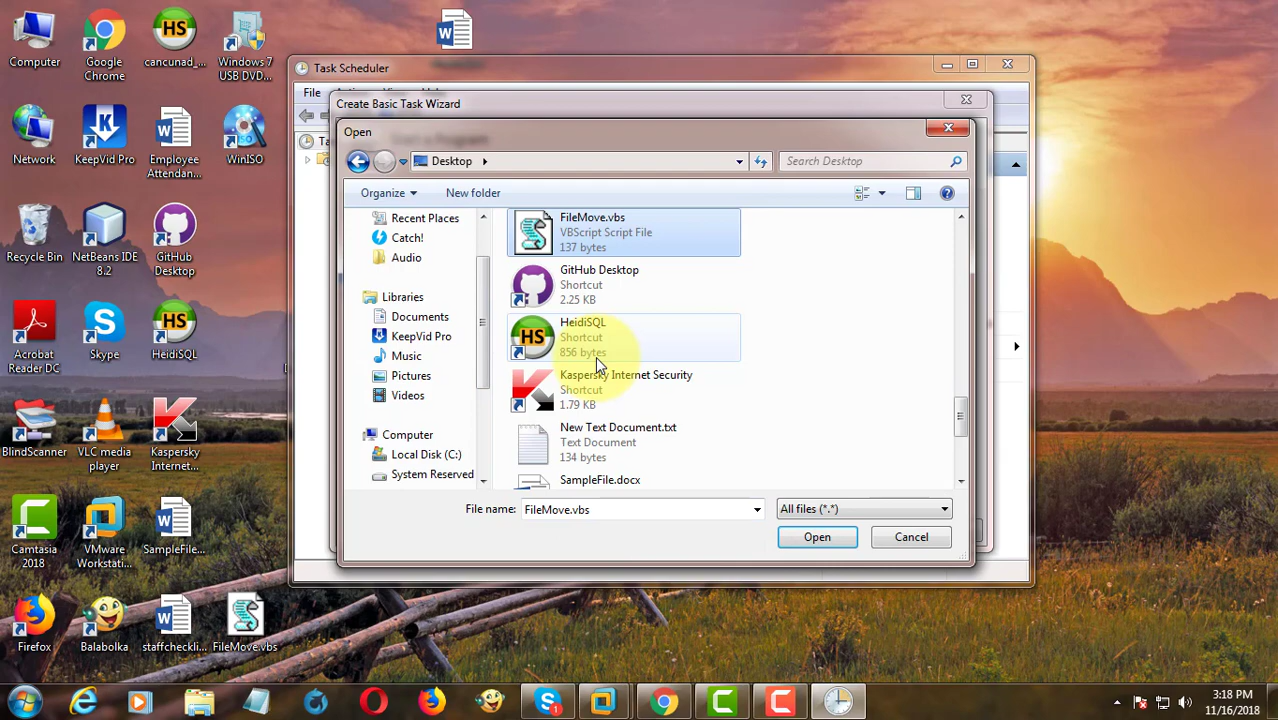 Computer
Google
Chrome
cancunad_...
Windows 7
USB DVD...
Network
KeepVid Pro
Employee
Attendan...
WinISO
Recycle Bin
NetBeans IDE
8.2
GitHub
Desktop
Acrobat
Reader DC
Skype
HeidiSQL
BlindScanner
VLC media
player
Kaspersky
Internet...
Camtasia
2018
VMware
Workstati...
SampleFile...
Firefox
Balabolka
staffcheckli...
FileMove.vbs
Task Scheduler
File
Create Basic Task Wizard
Open
Desktop
Search Desktop
Organize
New folder
Recent Places
Catch!
Audio
Libraries
Documents
KeepVid Pro
Music
Pictures
Videos
Computer
Local Disk (C:)
System Reserved
FileMove.vbs
VBScript Script File
137 bytes
GitHub Desktop
Shortcut
2.25 KB
HeidiSQL
Shortcut
856 bytes
Kaspersky Internet Security
Shortcut
1.79 KB
New Text Document.txt
Text Document
134 bytes
SampleFile.docx
File name:
FileMove.vbs
All files (*.*)
Open
Cancel
3:18 PM
11/16/2018